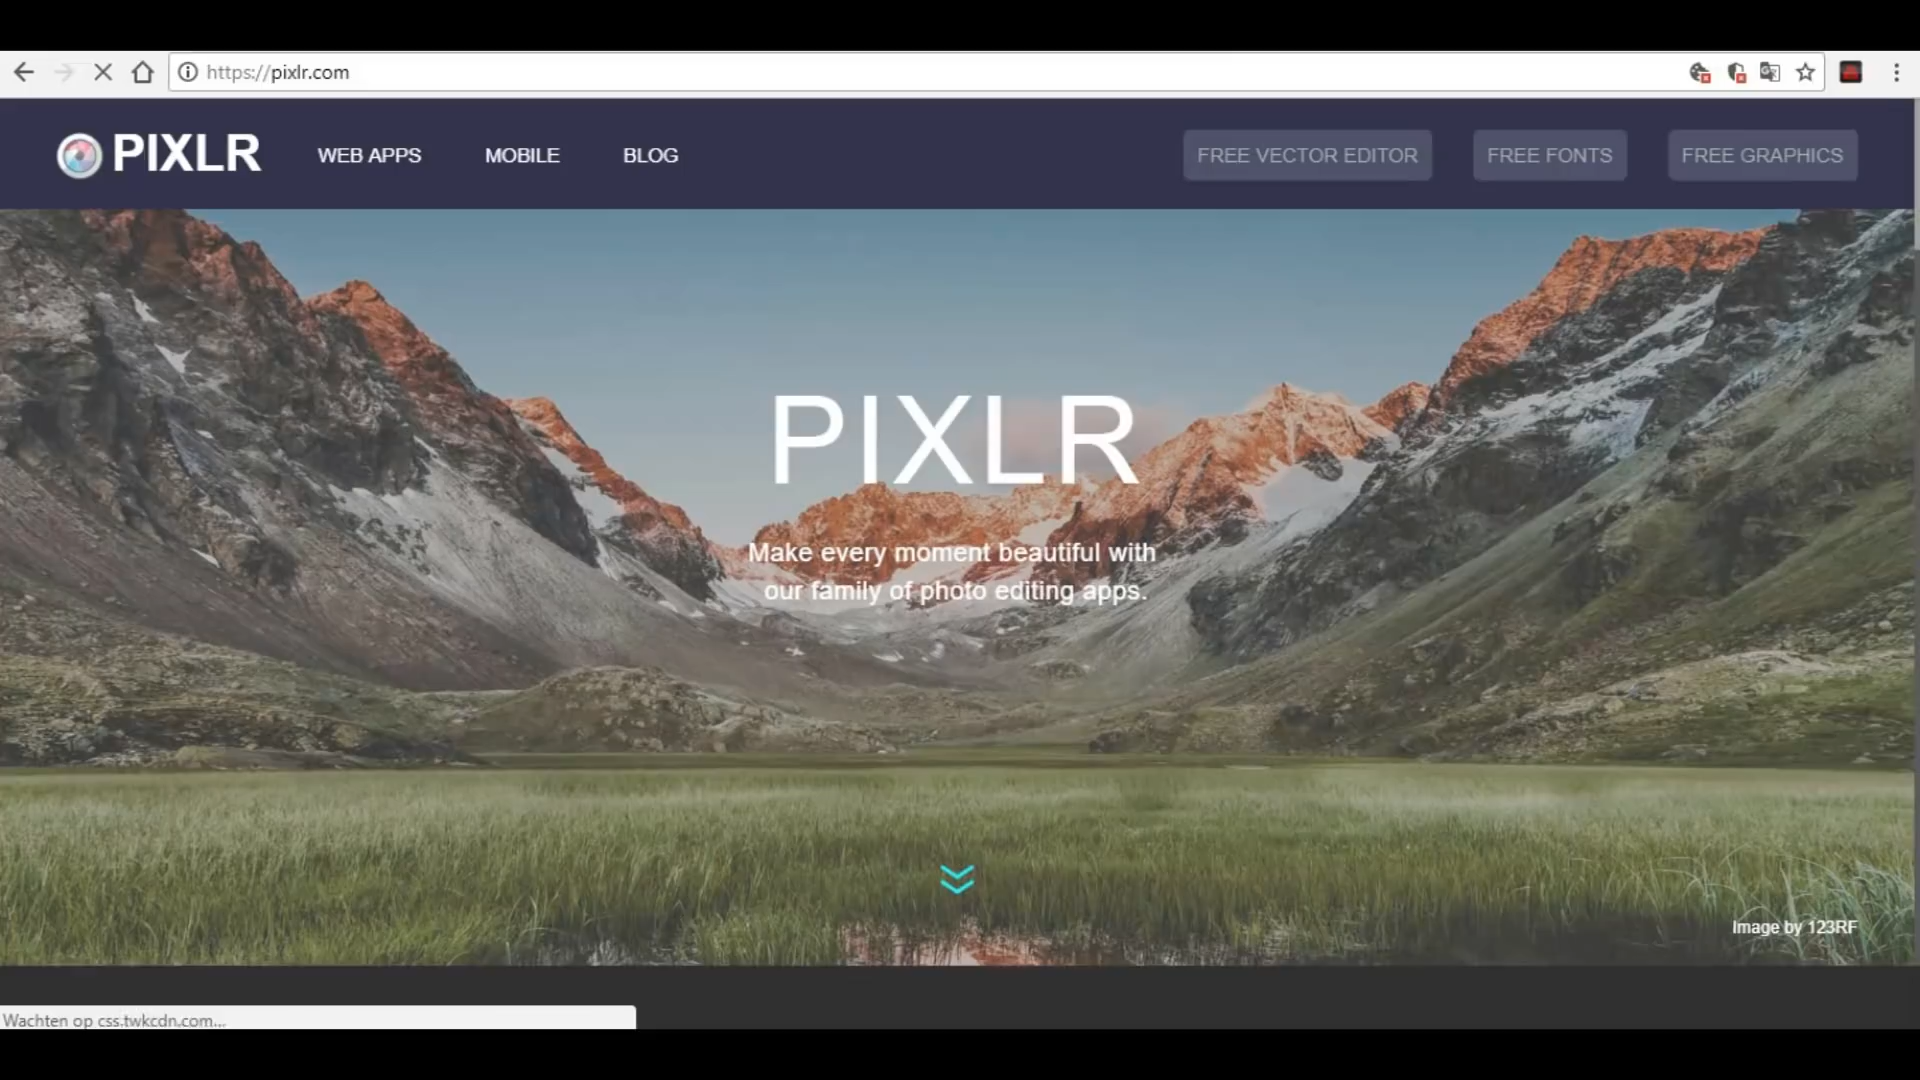 https://pixlr.com
PIXLR
WEB APPS
MOBILE
BLOG
FREE VECTOR EDITOR
FREE FONTS
FREE GRAPHICS
PIXLR
Make every moment beautiful with
our family of photo editing apps.
Image by 123RF
Wachten op css.twkcdn.com...